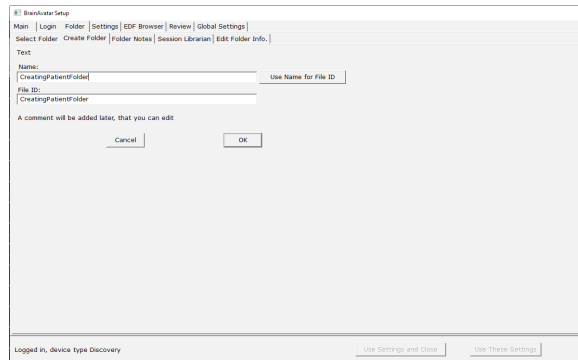 BrainAvatar Setup
Main Login Folder Settings EDF Browser Review Global Settings
Select Folder Create Folder Folder Notes Session Librarian Edit Folder Info.
Text
Name:
CreatingPatientFolder Use Name for File ID
File ID:
CreatingPatientFolder
A comment will be added later, that you can edit
Cancel OK
Logged in, device type Discovery Use Settings and Close Use These Settings